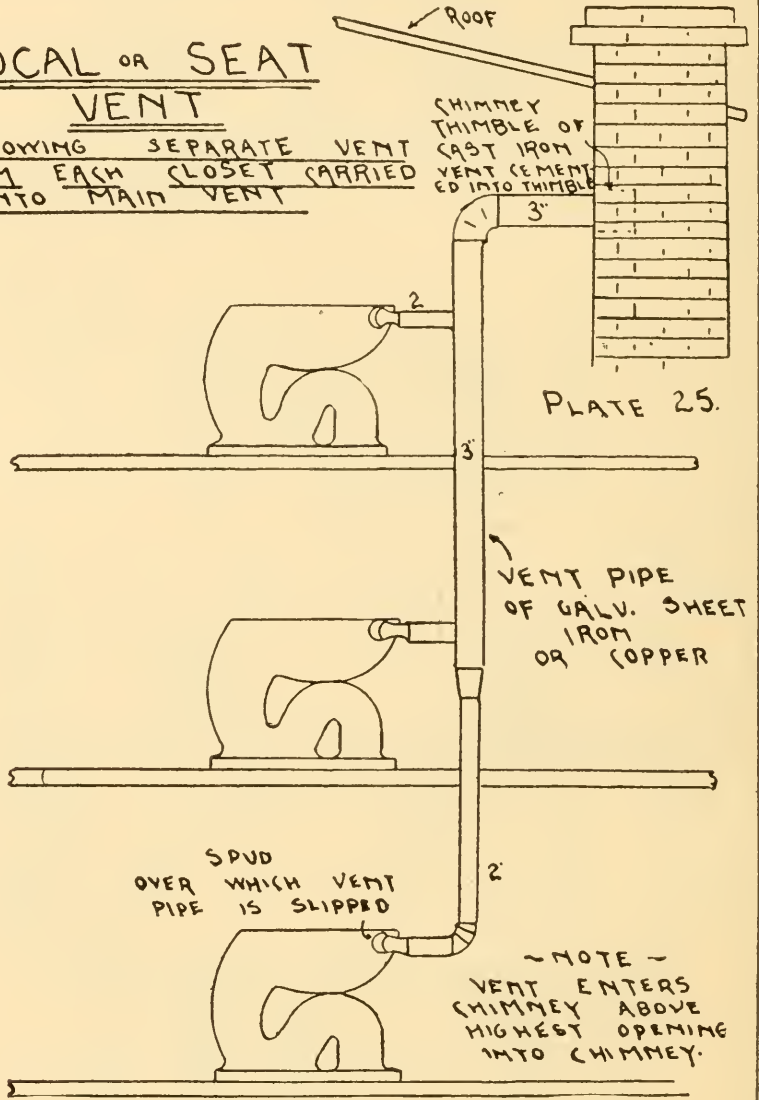 OCAL OR SEAT
VENT
OWING SEPARATE VENT
M EACH CLOSET CARRIED
NTO MAIN VENT
ROOF
CHIMNEY
THIMBLE OF
CAST IRON
VENT CEMENT
ED INTO THIMBLE
3"
2
PLATE 25.
3"
VENT PIPE
OF GALV. SHEET
IRON
OR COPPER
2"
SPUD
OVER WHICH VENT
PIPE IS SLIPPED
~ NOTE ~
VENT ENTERS
CHIMNEY ABOVE
HIGHEST OPENING
INTO CHIMNEY.